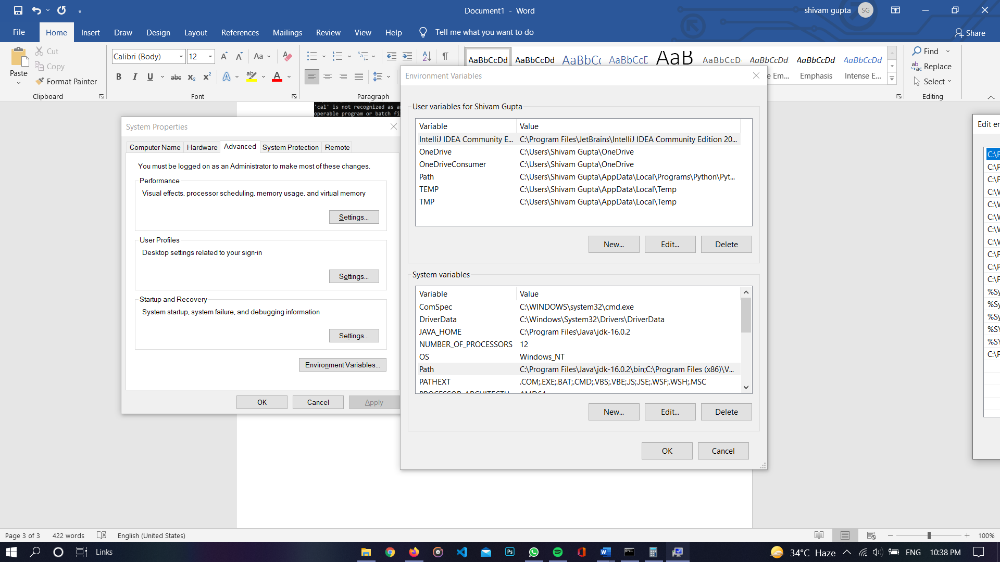 Document1 - Word
shivam gupta
SG
File
Home
Insert
Draw
Design
Layout
References
Mailings
Review
View
Help
Tell me what you want to do
Share
Paste
Cut
Copy
Format Painter
Clipboard
Calibri (Body)
12
Aa
B I U abc x₂ x²
A
ab
A
Font
Paragraph
AaBbCcDd
AaBbCcDd
AaBbCc
AaBbCcD
AaB
AaBbCcD
AaBbCcDd
AaBbCcDd
AaBbCcDd
e Em...
Emphasis
Intense E...
Find
Replace
Select
Editing
'cal' is not recognized as a
operable program or batch fi
System Properties
Computer Name
Hardware
Advanced
System Protection
Remote
You must be logged on as an Administrator to make most of these changes.
Performance
Visual effects, processor scheduling, memory usage, and virtual memory
Settings...
User Profiles
Desktop settings related to your sign-in
Settings...
Startup and Recovery
System startup, system failure, and debugging information
Settings...
Environment Variables...
OK
Cancel
Apply
Environment Variables
User variables for Shivam Gupta
Variable Value
IntelliJ IDEA Community E... C:\Program Files\JetBrains\IntelliJ IDEA Community Edition 20...
OneDrive C:\Users\Shivam Gupta\OneDrive
OneDriveConsumer C:\Users\Shivam Gupta\OneDrive
Path C:\Users\Shivam Gupta\AppData\Local\Programs\Python\Pyt...
TEMP C:\Users\Shivam Gupta\AppData\Local\Temp
TMP C:\Users\Shivam Gupta\AppData\Local\Temp
New...
Edit...
Delete
System variables
Variable Value
ComSpec C:\WINDOWS\system32\cmd.exe
DriverData C:\Windows\System32\Drivers\DriverData
JAVA_HOME C:\Program Files\Java\jdk-16.0.2
NUMBER_OF_PROCESSORS 12
OS Windows_NT
Path C:\Program Files\Java\jdk-16.0.2\bin;C:\Program Files (x86)\V...
PATHEXT .COM;.EXE;.BAT;.CMD;.VBS;.VBE;.JS;.JSE;.WSF;.WSH;.MSC
New...
Edit...
Delete
OK
Cancel
Edit er
C:\P
C:\P
C:\P
C:\W
C:\W
C:\W
C:\W
C:\W
C:\P
C:\P
C:\P
%Sy
%Sy
%Sy
%SY
%SY
C:\P
Page 3 of 3
422 words
English (United States)
100%
Links
Ps
34°C Haze
ENG
10:38 PM